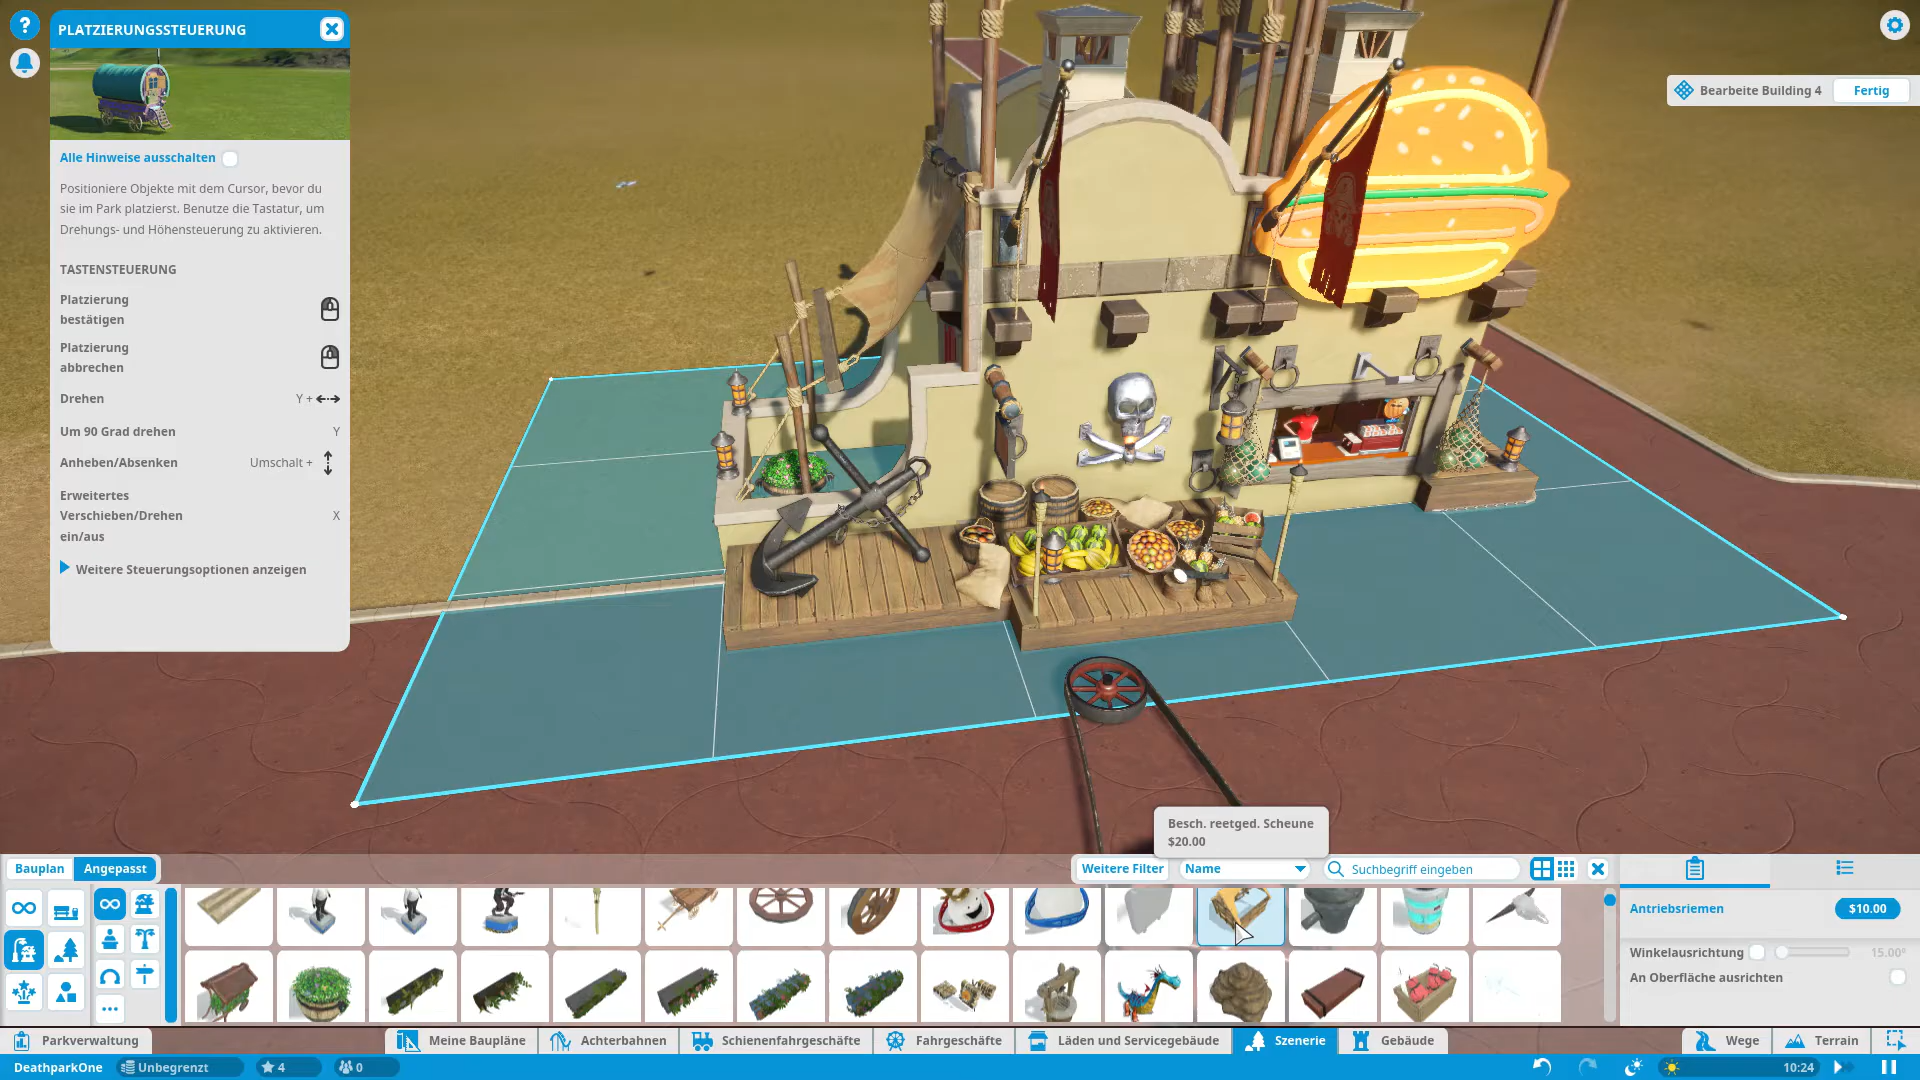 PLATZIERUNGSSTEUERUNG
Alle Hinweise ausschalten
Positioniere Objekte mit dem Cursor, bevor du
sie im Park platzierst. Benutze die Tastatur, um
Drehungs- und Höhensteuerung zu aktivieren.
TASTENSTEUERUNG
Platzierung
bestätigen
Platzierung
abbrechen
Drehen Y +
Um 90 Grad drehen Y
Anheben/Absenken Umschalt +
Erweitertes
Verschieben/Drehen X
ein/aus
Weitere Steuerungsoptionen anzeigen
Bearbeite Building 4 Fertig
Besch. reetged. Scheune
$20.00
Bauplan Angepasst
Weitere Filter Name Suchbegriff eingeben
Antriebsriemen $10.00
Winkelausrichtung 15.00°
An Oberfläche ausrichten
Parkverwaltung Meine Baupläne Achterbahnen Schienenfahrgeschäfte Fahrgeschäfte Läden und Servicegebäude Szenerie Gebäude Wege Terrain
DeathparkOne Unbegrenzt 4 0 10:24